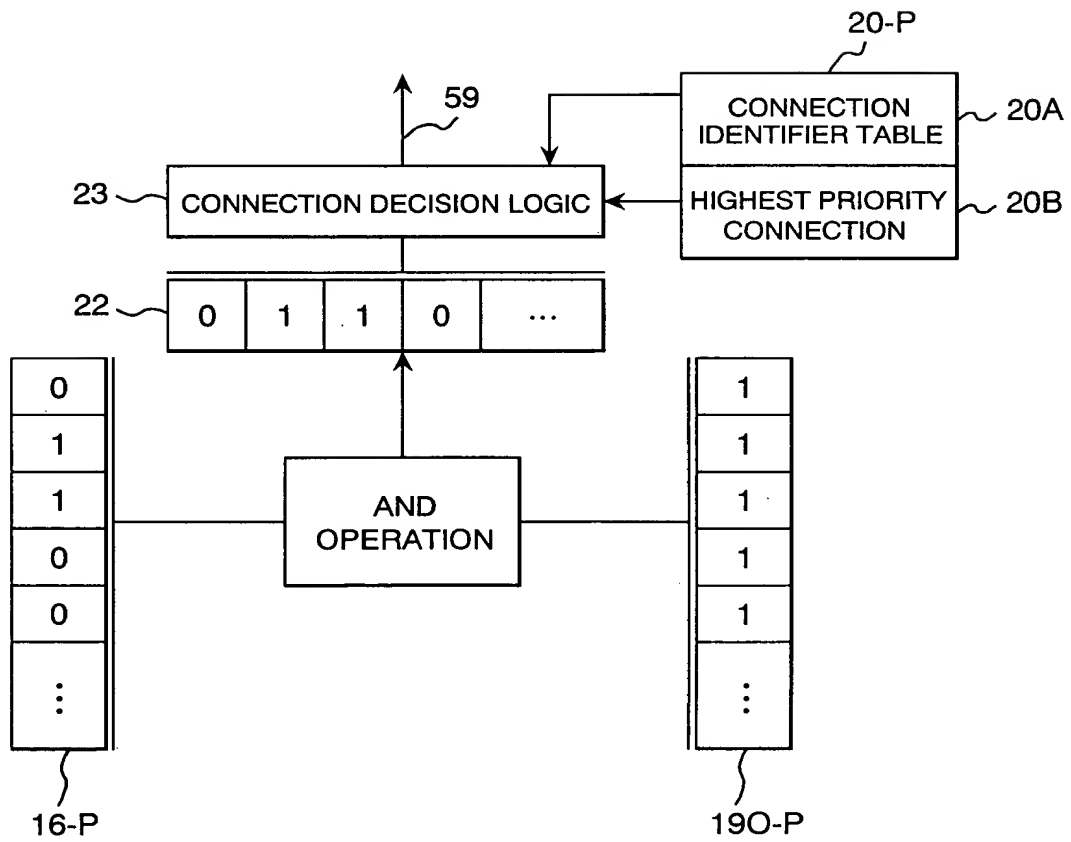 20-P
59
CONNECTION
IDENTIFIER TABLE
20A
23
CONNECTION DECISION LOGIC
HIGHEST PRIORITY
CONNECTION
20B
22
0 1 1 0 ...
0
1
1
0
0
...
AND
OPERATION
1
1
1
1
1
...
16-P
19O-P